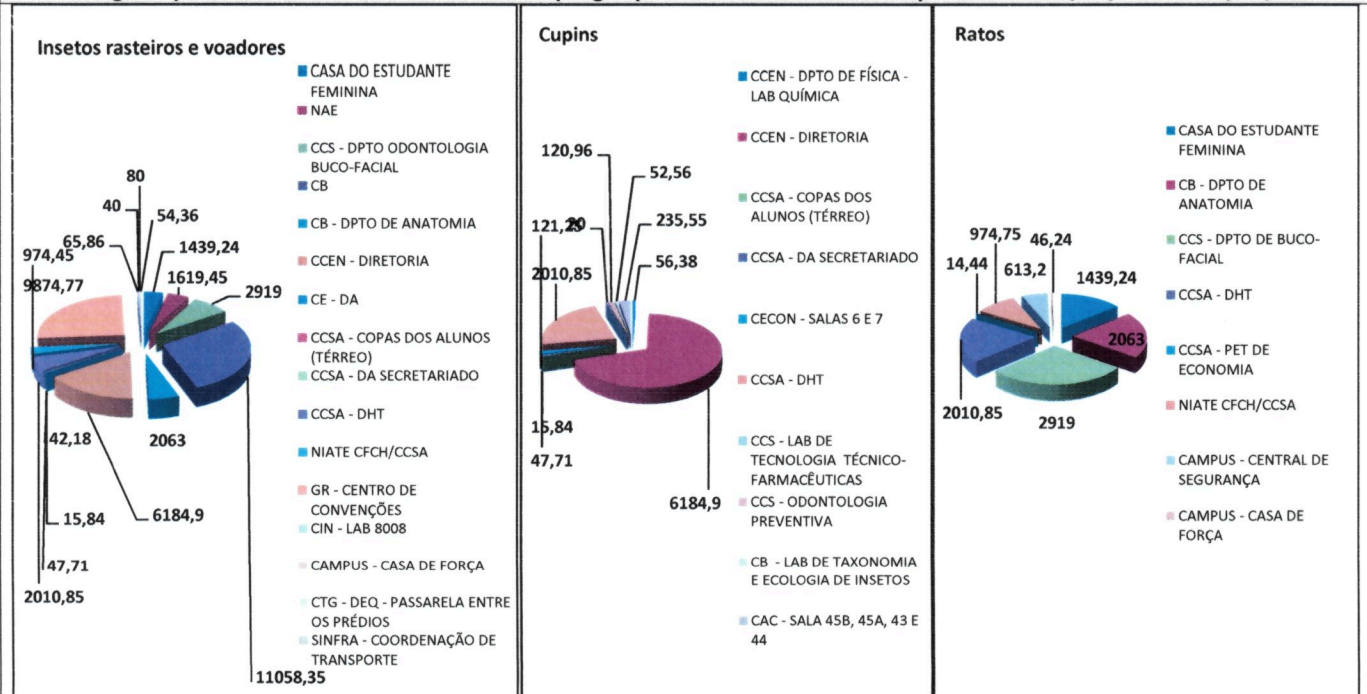 Insetos rasteiros e voadores
CASA DO ESTUDANTE
FEMININA
NAE
CCS - DPTO ODONTOLOGIA
BUCO-FACIAL
CB
CB - DPTO DE ANATOMIA
CCEN - DIRETORIA
CE - DA
CCSA - COPAS DOS ALUNOS
(TÉRREO)
CCSA - DA SECRETARIADO
CCSA - DHT
NIATE CFCH/CCSA
GR - CENTRO DE
CONVENÇÕES
CIN - LAB 8008
CAMPUS - CASA DE FORÇA
CTG - DEQ - PASSARELA ENTRE
OS PRÉDIOS
SINFRA - COORDENAÇÃO DE
TRANSPORTE
80
40
54,36
65,86
1439,24
974,45
1619,45
9874,77
2919
42,18
2063
15,84
6184,9
47,71
2010,85
11058,35
Cupins
CCEN - DPTO DE FÍSICA -
LAB QUÍMICA
CCEN - DIRETORIA
CCSA - COPAS DOS
ALUNOS (TÉRREO)
CCSA - DA SECRETARIADO
CECON - SALAS 6 E 7
CCSA - DHT
CCS - LAB DE
TECNOLOGIA TÉCNICO-
FARMACÊUTICAS
CCS - ODONTOLOGIA
PREVENTIVA
CB - LAB DE TAXONOMIA
E ECOLOGIA DE INSETOS
CAC - SALA 45B, 45A, 43 E
44
120,96
52,56
235,55
56,38
2010,85
15,84
47,71
6184,9
Ratos
CASA DO ESTUDANTE
FEMININA
CB - DPTO DE
ANATOMIA
CCS - DPTO DE BUCO-
FACIAL
CCSA - DHT
CCSA - PET DE
ECONOMIA
NIATE CFCH/CCSA
CAMPUS - CENTRAL DE
SEGURANÇA
CAMPUS - CASA DE
FORÇA
974,75
46,24
14,44
613,2
1439,24
2063
2010,85
2919